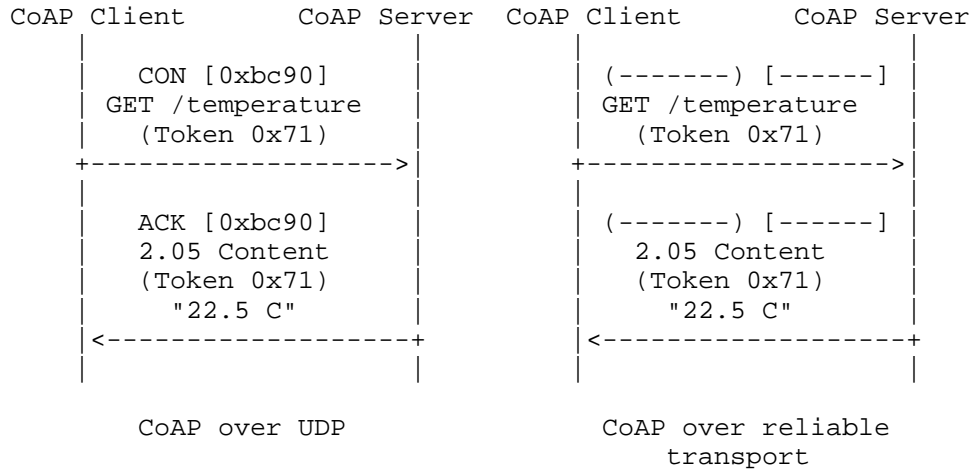 CoAP Client CoAP Server CoAP Client CoAP Server
CON [0xbc90] (-------) [------]
GET /temperature GET /temperature
(Token 0x71) (Token 0x71)
+------------------->| +------------------->|
ACK [0xbc90] (-------) [------]
2.05 Content 2.05 Content
(Token 0x71) (Token 0x71)
"22.5 C" "22.5 C"
|<-------------------+ |<-------------------+
CoAP over UDP CoAP over reliable
transport